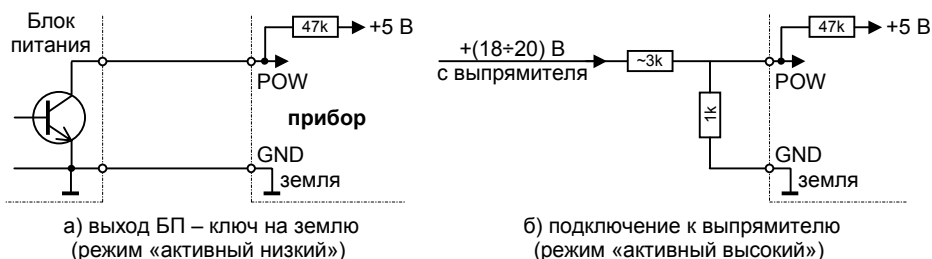 Блок
питания
47k
+5 В
POW
прибор
GND
земля
а) выход БП – ключ на землю
(режим «активный низкий»)
+(18÷20) В
с выпрямителя
~3k
1k
47k
+5 В
POW
GND
земля
б) подключение к выпрямителю
(режим «активный высокий»)